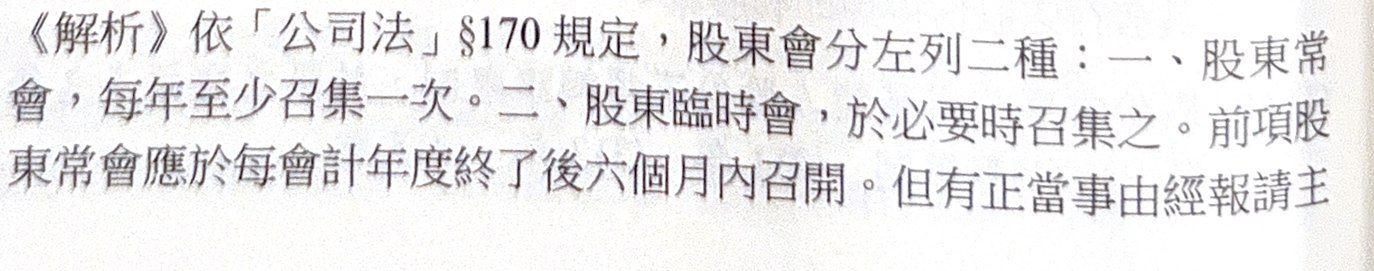 《解析》依「公司法」§170 規定，股東會分左列二種：一、股東常
會，每年至少召集一次。二、股東臨時會，於必要時召集之。前項股
東常會應於每會計年度終了後六個月內召開。但有正當事由經報請主